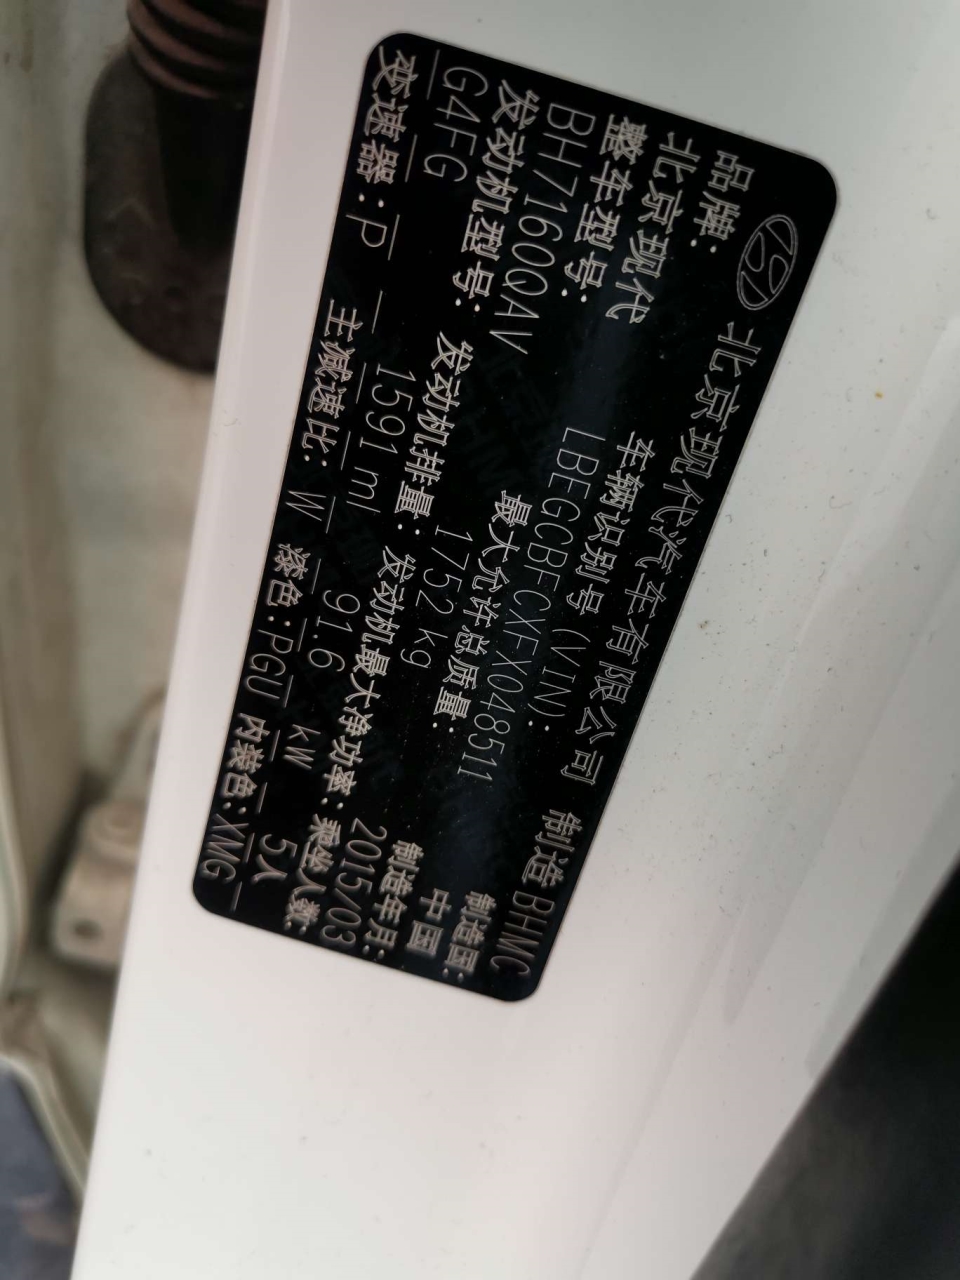 北京现代汽车有限公司 制造 BHMC
品牌: 北京现代
车辆识别号 (VIN): LBEGCBFCXFX048511
制造国: 中国
整车型号: BH7160QAV
最大允许总质量: 1752kg
制造年月: 2015/03
发动机型号: G4FG
发动机排量: 1591ml
发动机最大净功率: 91.6 kW
乘坐人数: 5人
变速器: P
主减速比: W
漆色: PGU
内装色: XMG